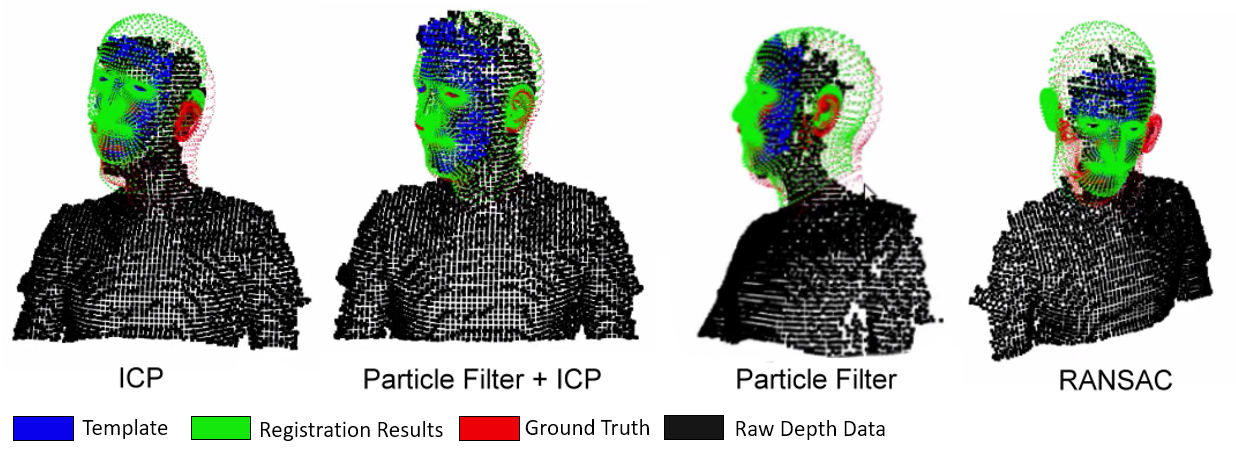 ICP
Particle Filter + ICP
Particle Filter
RANSAC
Template
Registration Results
Ground Truth
Raw Depth Data